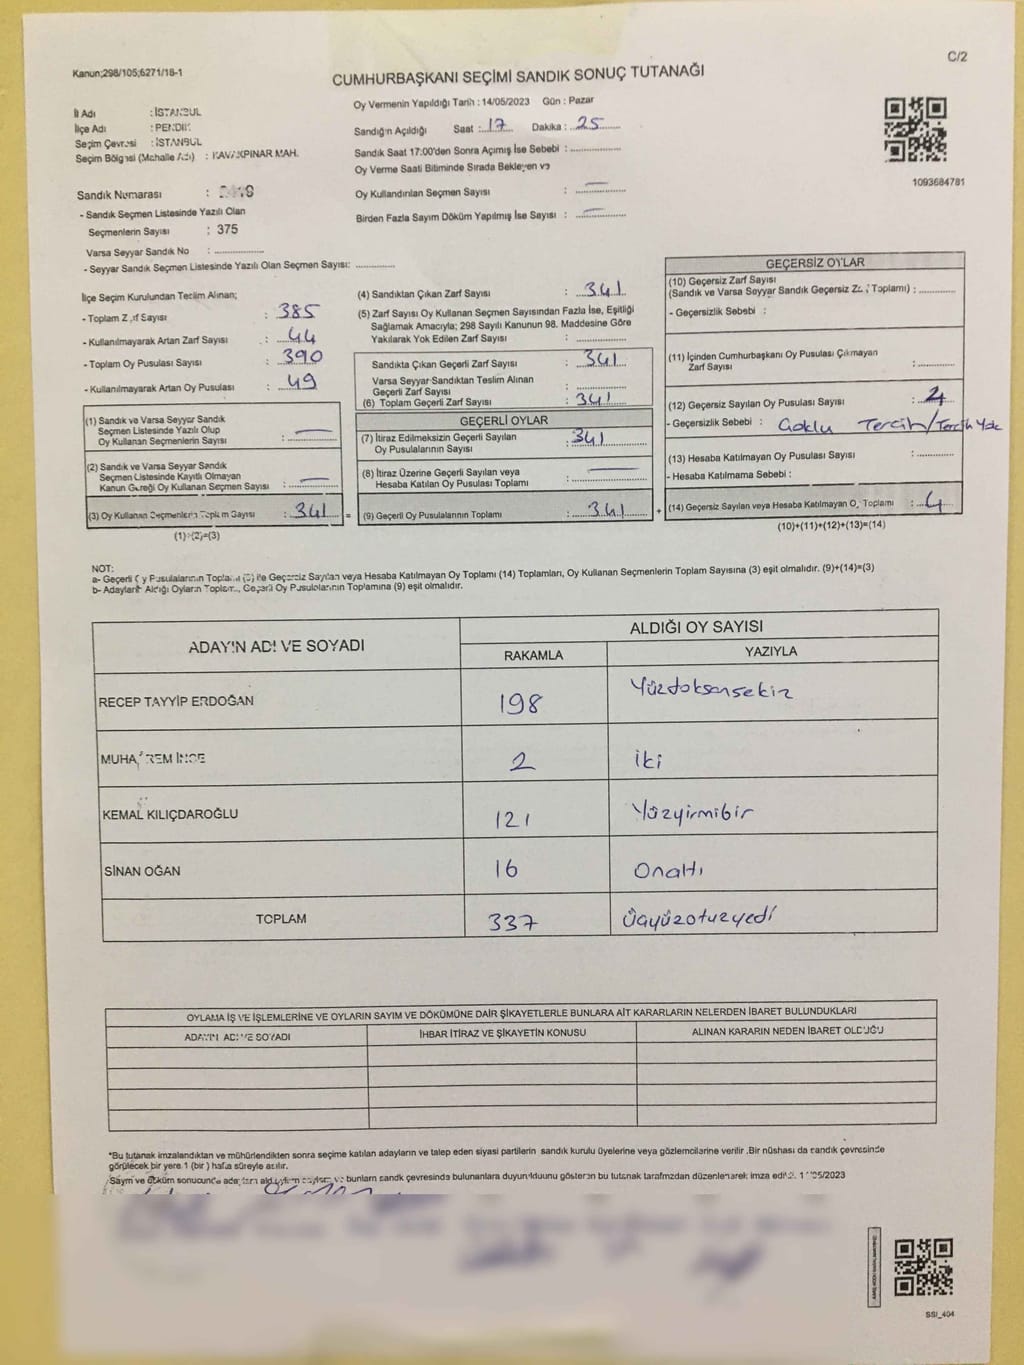 C/2
Kanun;298/105;6271/18-1
CUMHURBAŞKANI SEÇİMİ SANDIK SONUÇ TUTANAĞI
İl Adı : İSTANBUL
İlçe Adı : PENDİK
Seçim Çevresi : İSTANBUL
Seçim Bölgesi (Mahalle Adı) : KAVAKPINAR MAH.
Sandık Numarası :
- Sandık Seçmen Listesinde Yazılı Olan
Seçmenlerin Sayısı : 375
Varsa Seyyar Sandık No : ................
- Seyyar Sandık Seçmen Listesinde Yazılı Olan Seçmen Sayısı: ............
Oy Vermenin Yapıldığı Tarih : 14/05/2023 Gün : Pazar
Sandığın Açıldığı Saat : 17 Dakika : 25
Sandık Saat 17:00'den Sonra Açımış İse Sebebi : ................
Oy Verme Saati Bitiminde Sırada Bekleyen ve
Oy Kullandırılan Seçmen Sayısı : —
Birden Fazla Sayım Döküm Yapılmış İse Sayısı : —
1093684781
İlçe Seçim Kurulundan Teclim Alınan;
- Toplam Zarf Sayısı : 385
- Kullanılmayarak Artan Zarf Sayısı : 44
- Toplam Oy Pusulası Sayısı : 390
- Kullanılmayarak Artan Oy Pusulası : 49
(1) Sandık ve Varsa Seyyar Sandık
Seçmen Listesinde Yazılı Olup
Oy Kullanan Seçmenlerin Sayısı : —
(2) Sandık ve Varsa Seyyar Sandık
Seçmen Listesinde Kayıtlı Olmayan
Kanun Gereği Oy Kullanan Seçmen Sayısı : —
(3) Oy Kullanan Seçmenlerin Toplam Sayısı : 341 =
(1)+(2)=(3)
(4) Sandıktan Çıkan Zarf Sayısı : 341
(5) Zarf Sayısı Oy Kullanan Seçmen Sayısından Fazla İse, Eşitliği
Sağlamak Amacıyla; 298 Sayılı Kanunun 98. Maddesine Göre
Yakılarak Yok Edilen Zarf Sayısı : ................
Sandıkta Çıkan Geçerli Zarf Sayısı : 341
Varsa Seyyar Sandıktan Teslim Alınan
Geçerli Zarf Sayısı : ................
(6) Toplam Geçerli Zarf Sayısı : 341
GEÇERLİ OYLAR
(7) İtiraz Edilmeksizin Geçerli Sayılan
Oy Pusulalarının Sayısı : 341
(8) İtiraz Üzerine Geçerli Sayılan veya
Hesaba Katılan Oy Pusulası Toplamı : —
(9) Geçerli Oy Pusulalarının Toplamı : 341 +
GEÇERSİZ OYLAR
(10) Geçersiz Zarf Sayısı
(Sandık ve Varsa Seyyar Sandık Geçersiz Zarf Toplamı) : ............
- Geçersizlik Sebebi :
(11) İçinden Cumhurbaşkanı Oy Pusulası Çıkmayan
Zarf Sayısı : ............
(12) Geçersiz Sayılan Oy Pusulası Sayısı : 4
- Geçersizlik Sebebi : Çoklu Tercih/Tercih Yok
(13) Hesaba Katılmayan Oy Pusulası Sayısı : ............
- Hesaba Katılmama Sebebi :
(14) Geçersiz Sayılan veya Hesaba Katılmayan Oy Toplamı : 4
(10)+(11)+(12)+(13)=(14)
NOT:
a- Geçerli Oy Pusulalarının Toplamı (9) ile Geçersiz Sayılan veya Hesaba Katılmayan Oy Toplamı (14) Toplamları, Oy Kullanan Seçmenlerin Toplam Sayısına (3) eşit olmalıdır. (9)+(14)=(3)
b- Adayların Aldığı Oyların Toplamı, Geçerli Oy Pusulalarının Toplamına (9) eşit olmalıdır.
ADAYIN ADI VE SOYADI ALDIĞI OY SAYISI
RAKAMLA YAZIYLA
RECEP TAYYİP ERDOĞAN 198 Yüzdoksansekiz
MUHARREM İNCE 2 iki
KEMAL KILIÇDAROĞLU 121 Yüzyirmibir
SİNAN OĞAN 16 Onaltı
TOPLAM 337 Üçyüzotuzyedi
OYLAMA İŞ VE İŞLEMLERİNE VE OYLARIN SAYIM VE DÖKÜMÜNE DAİR ŞİKAYETLERLE BUNLARA AİT KARARLARIN NELERDEN İBARET BULUNDUKLARI
ADAYIN ADI VE SOYADI İHBAR İTİRAZ VE ŞİKAYETİN KONUSU ALINAN KARARIN NEDEN İBARET OLDUĞU
*Bu tutanak imzalandıktan ve mühürlendikten sonra seçime katılan adayların ve talep eden siyasi partilerin sandık kurulu üyelerine veya gözlemcilerine verilir .Bir nüshası da sandık çevresinde
görülecek bir yere 1 (bir ) hafta süreyle asılır.
Sayım ve döküm sonucunda adayların aldıkları oy sayıları ve bunların sandık çevresinde bulunanlara duyurulduğunu gösteren bu tutanak tarafımızdan düzenlenerek imza edildi. /05/2023
SSI_404